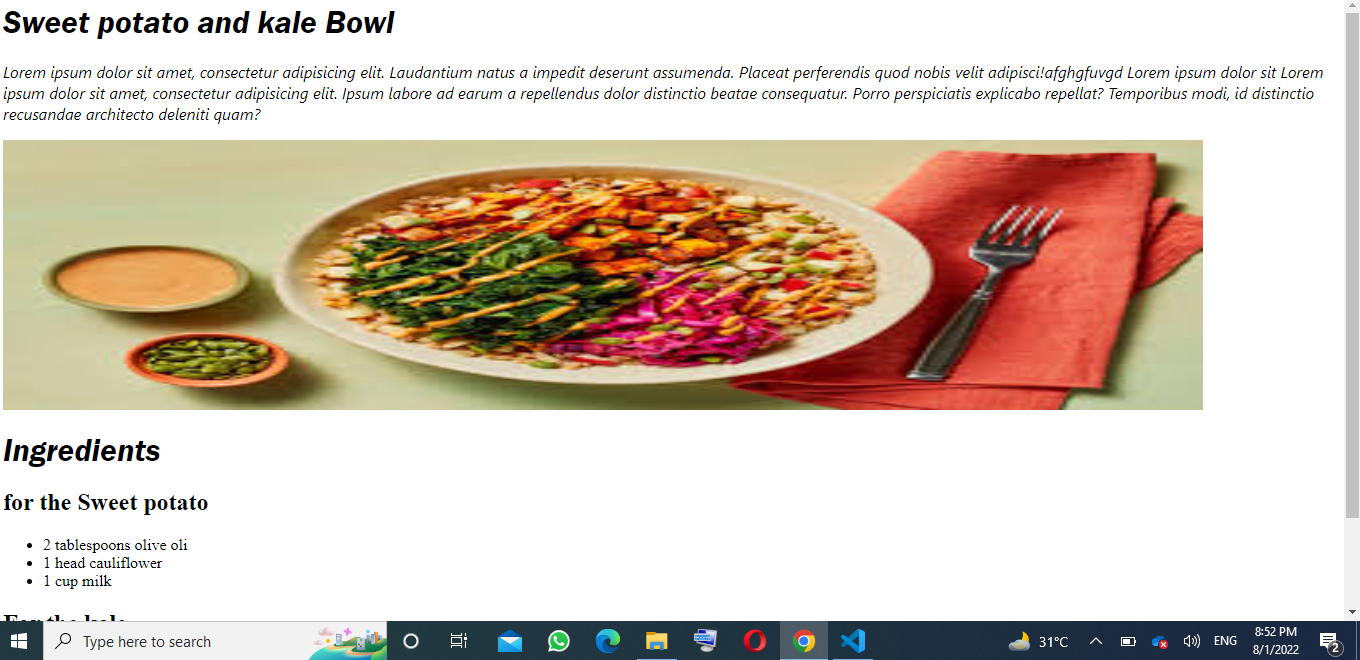 Sweet potato and kale Bowl
Lorem ipsum dolor sit amet, consectetur adipisicing elit. Laudantium natus a impedit deserunt assumenda. Placeat perferendis quod nobis velit adipisci!afghgfuvgd Lorem ipsum dolor sit Lorem
ipsum dolor sit amet, consectetur adipisicing elit. Ipsum labore ad earum a repellendus dolor distinctio beatae consequatur. Porro perspiciatis explicabo repellat? Temporibus modi, id distinctio
recusandae architecto deleniti quam?
Ingredients
for the Sweet potato
• 2 tablespoons olive oli
• 1 head cauliflower
• 1 cup milk
For the kale
Type here to search
31°C
ENG
8:52 PM
8/1/2022
2